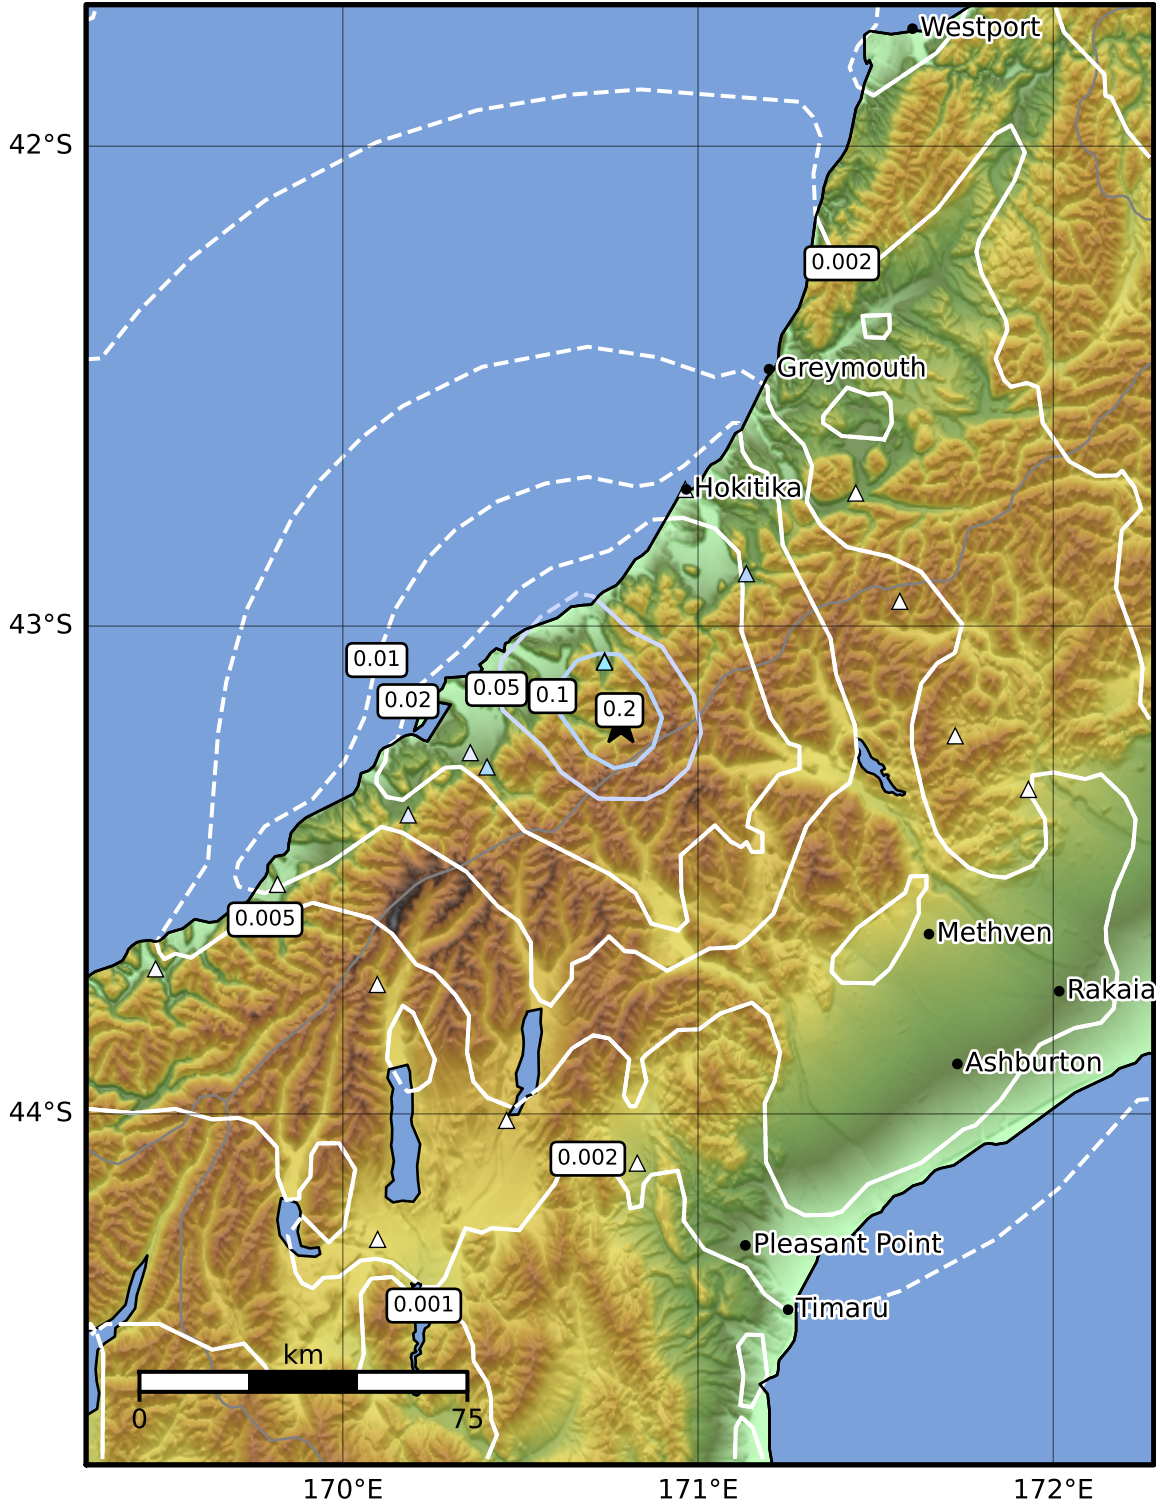 Westport
42°S
0.002
Greymouth
Hokitika
43°S
0.01
0.02
0.05
0.1
0.2
0.005
Methven
Rakaia
Ashburton
44°S
0.002
Pleasant Point
0.001
Timaru
km
0 75
170°E 171°E 172°E